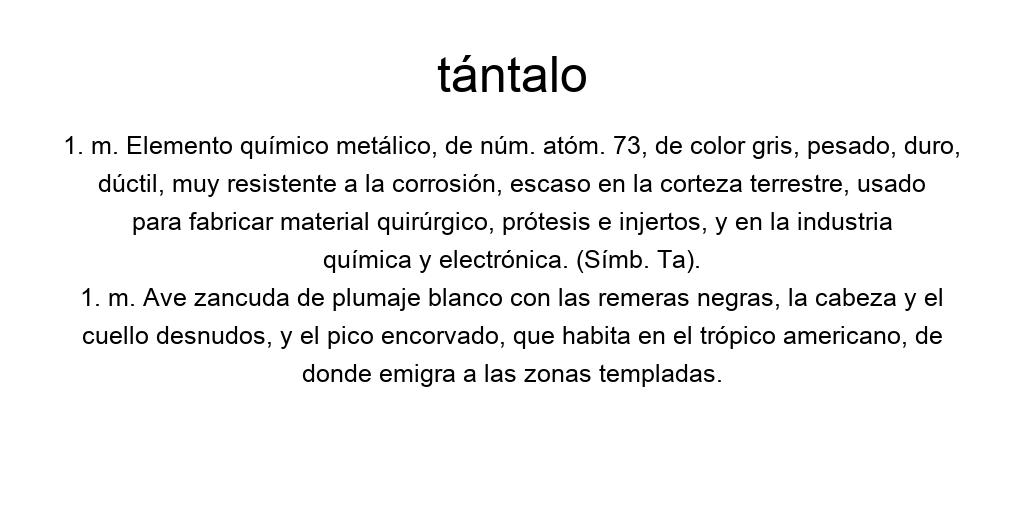 tántalo
1. m. Elemento químico metálico, de núm. atóm. 73, de color gris, pesado, duro,
dúctil, muy resistente a la corrosión, escaso en la corteza terrestre, usado
para fabricar material quirúrgico, prótesis e injertos, y en la industria
química y electrónica. (Símb. Ta).
1. m. Ave zancuda de plumaje blanco con las remeras negras, la cabeza y el
cuello desnudos, y el pico encorvado, que habita en el trópico americano, de
donde emigra a las zonas templadas.